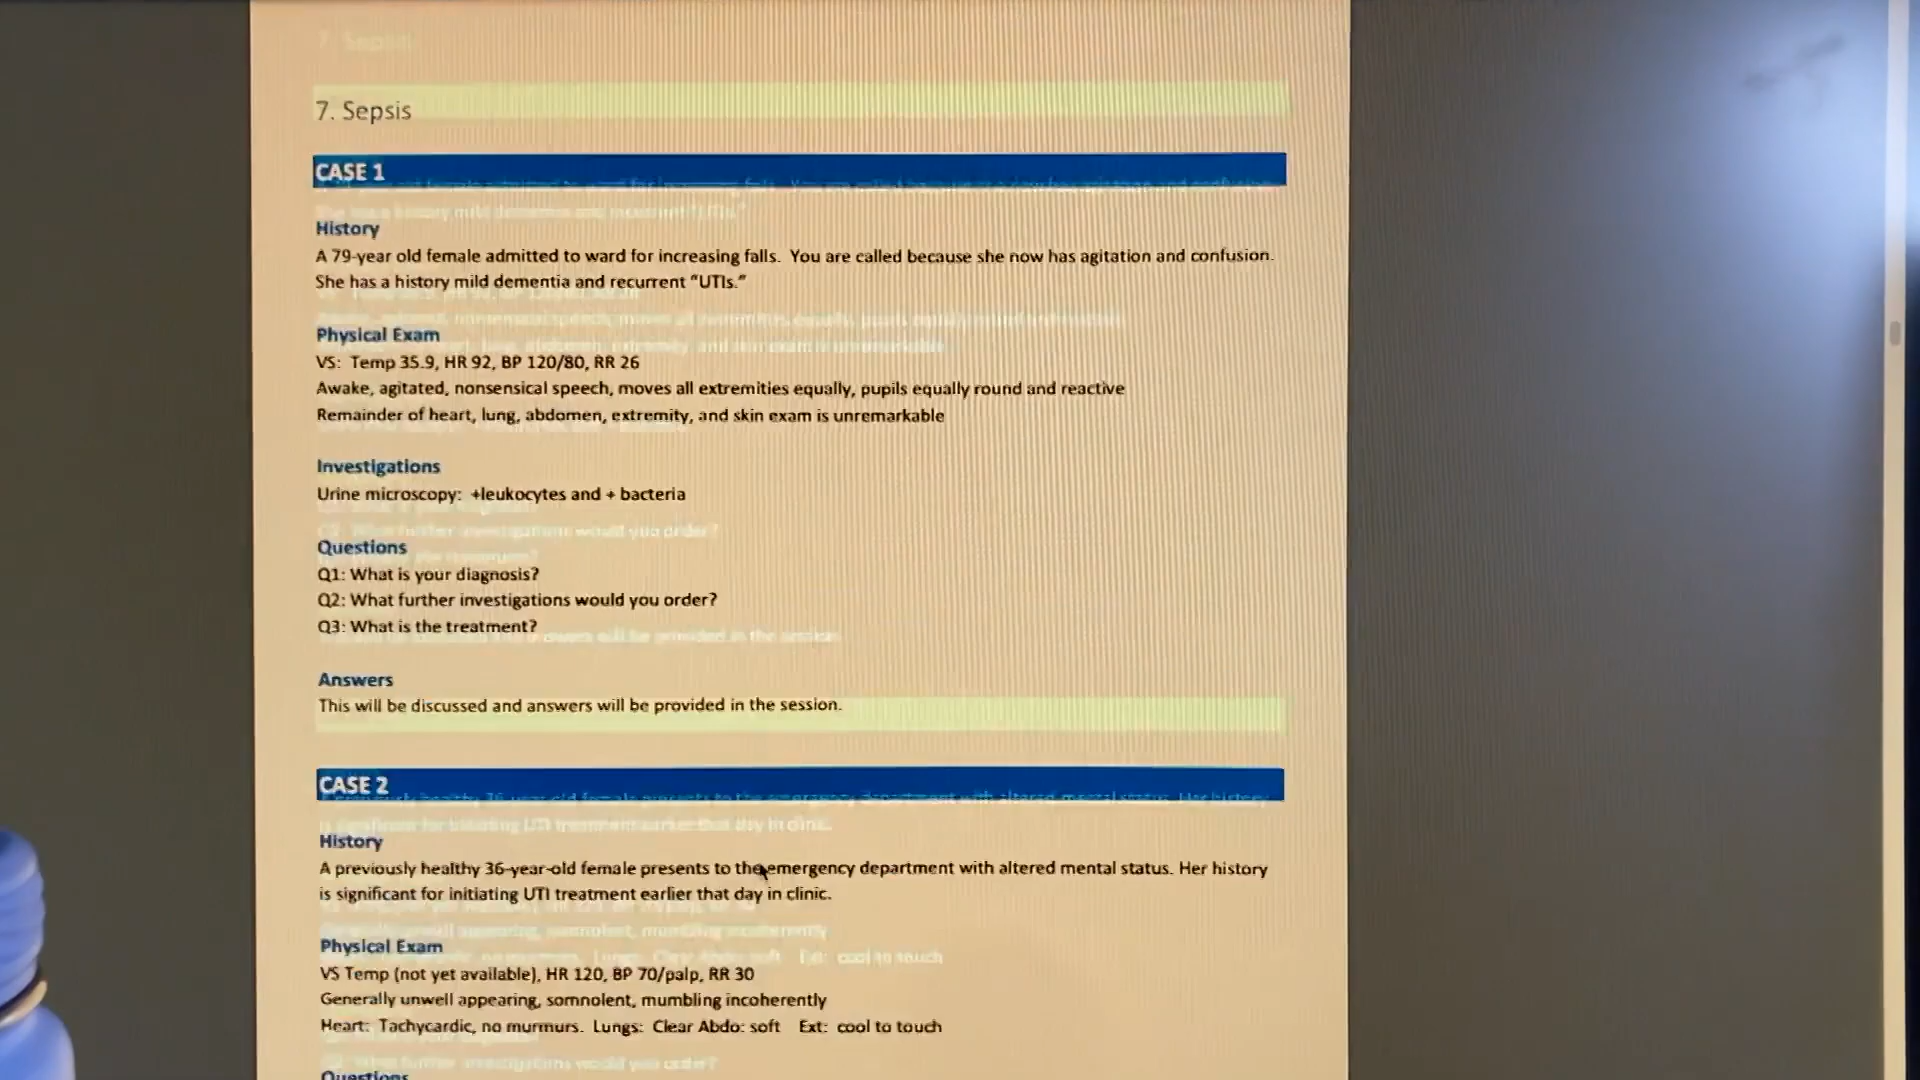 7. Sepsis
CASE 1
History
A 79-year old female admitted to ward for increasing falls. You are called because she now has agitation and confusion.
She has a history mild dementia and recurrent “UTIs.”
Physical Exam
VS: Temp 35.9, HR 92, BP 120/80, RR 26
Awake, agitated, nonsensical speech, moves all extremities equally, pupils equally round and reactive
Remainder of heart, lung, abdomen, extremity, and skin exam is unremarkable
Investigations
Urine microscopy: +leukocytes and + bacteria
Questions
Q1: What is your diagnosis?
Q2: What further investigations would you order?
Q3: What is the treatment?
Answers
This will be discussed and answers will be provided in the session.
CASE 2
History
A previously healthy 36-year-old female presents to the emergency department with altered mental status. Her history
is significant for initiating UTI treatment earlier that day in clinic.
Physical Exam
VS Temp (not yet available), HR 120, BP 70/palp, RR 30
Generally unwell appearing, somnolent, mumbling incoherently
Heart: Tachycardic, no murmurs. Lungs: Clear Abdo: soft Ext: cool to touch
Questions